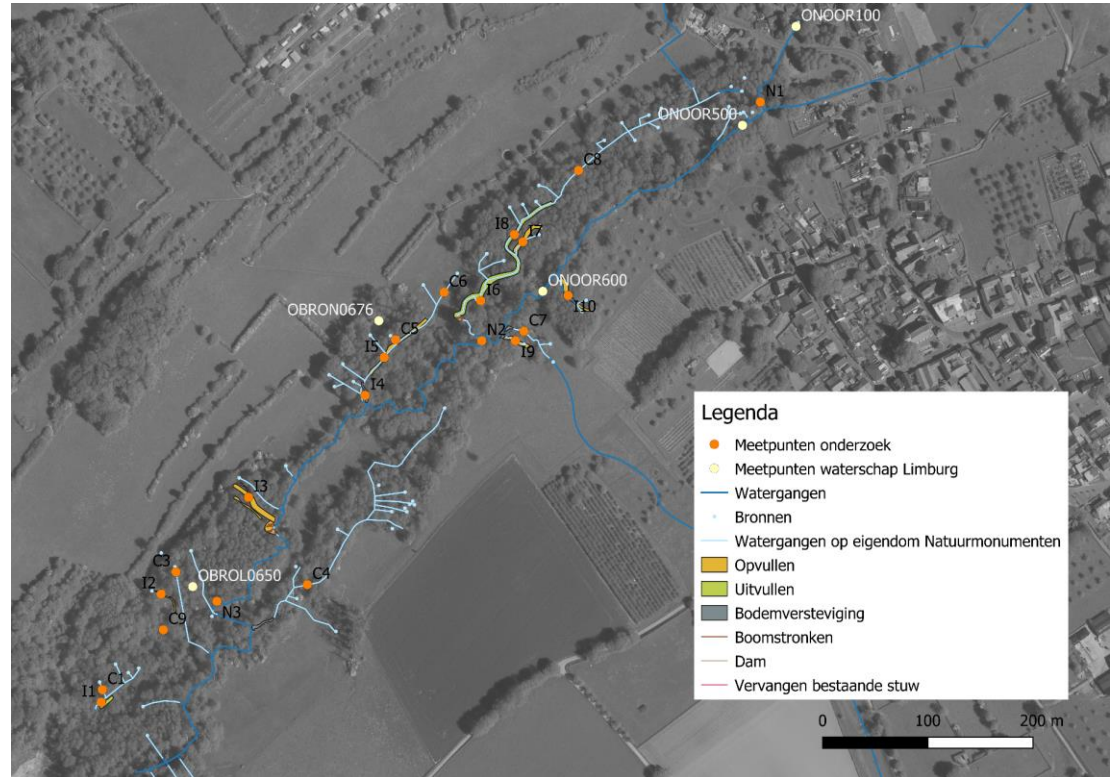 ONOOR100
N1
ONOOR500
C8
I8
I7
C6
ONOOR600
I6
I10
OBRON0676
C5
N2
C7
I5
I9
I4
I3
C3
I2
OBROL0650
C4
N3
C9
C1
I1
Legenda
Meetpunten onderzoek
Meetpunten waterschap Limburg
Watergangen
Bronnen
Watergangen op eigendom Natuurmonumenten
Opvullen
Uitvullen
Bodemversteviging
Boomstronken
Dam
Vervangen bestaande stuw
0 100 200 m